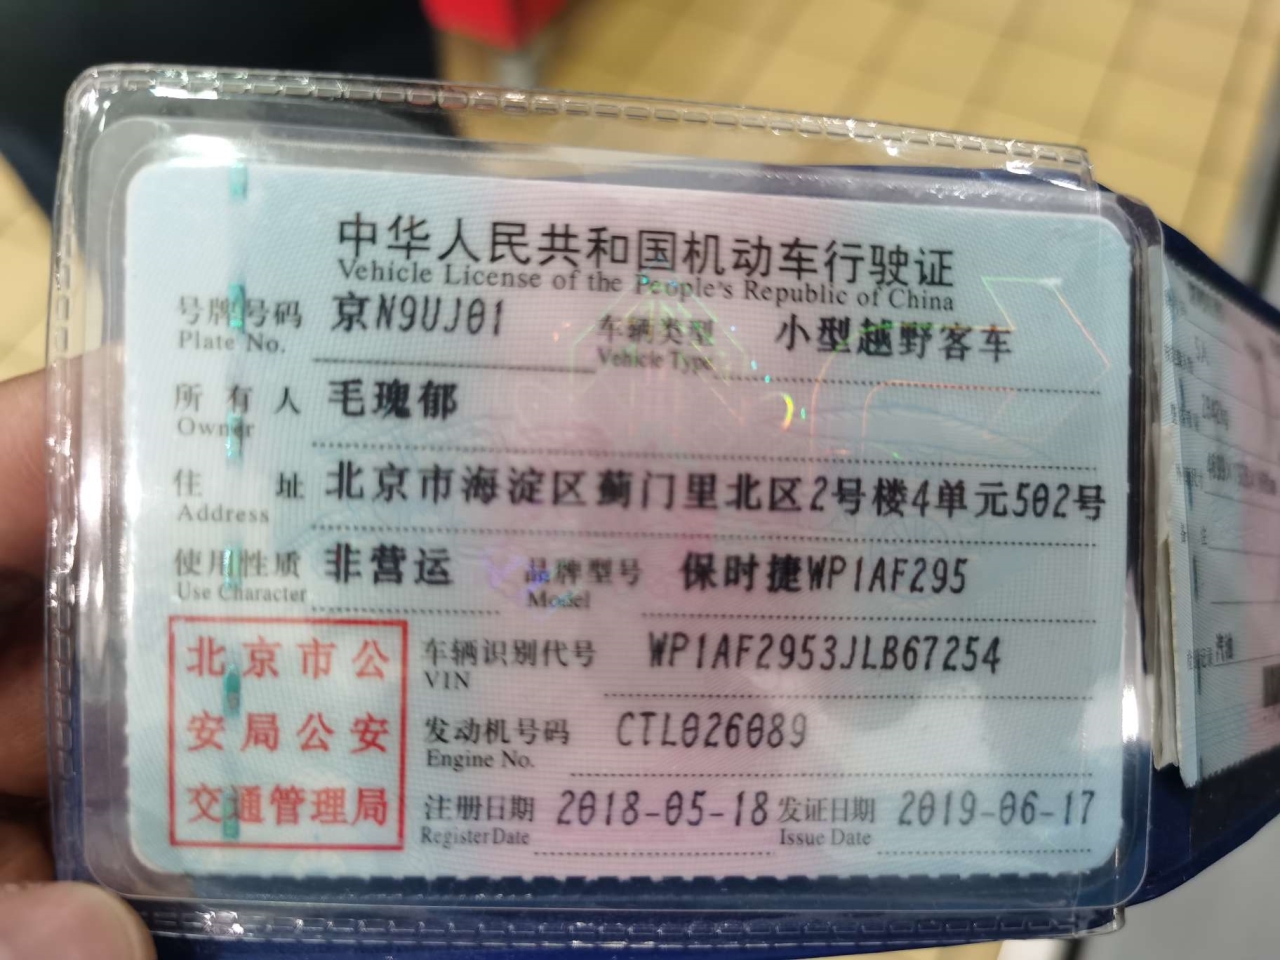 中华人民共和国机动车行驶证
Vehicle License of the People's Republic of China
号牌号码 京N9UJ01 车辆类型 小型越野客车
Plate No. Vehicle Type
所有人 毛瑰郁
Owner
住址 北京市海淀区蓟门里北区2号楼4单元502号
Address
使用性质 非营运 品牌型号 保时捷WP1AF295
Use Character Model
北京市公
安局公安
交通管理局
车辆识别代号 WP1AF2953JLB67254
VIN
发动机号码 CTL026089
Engine No.
注册日期 2018-05-18 发证日期 2019-06-17
Register Date Issue Date
汽油